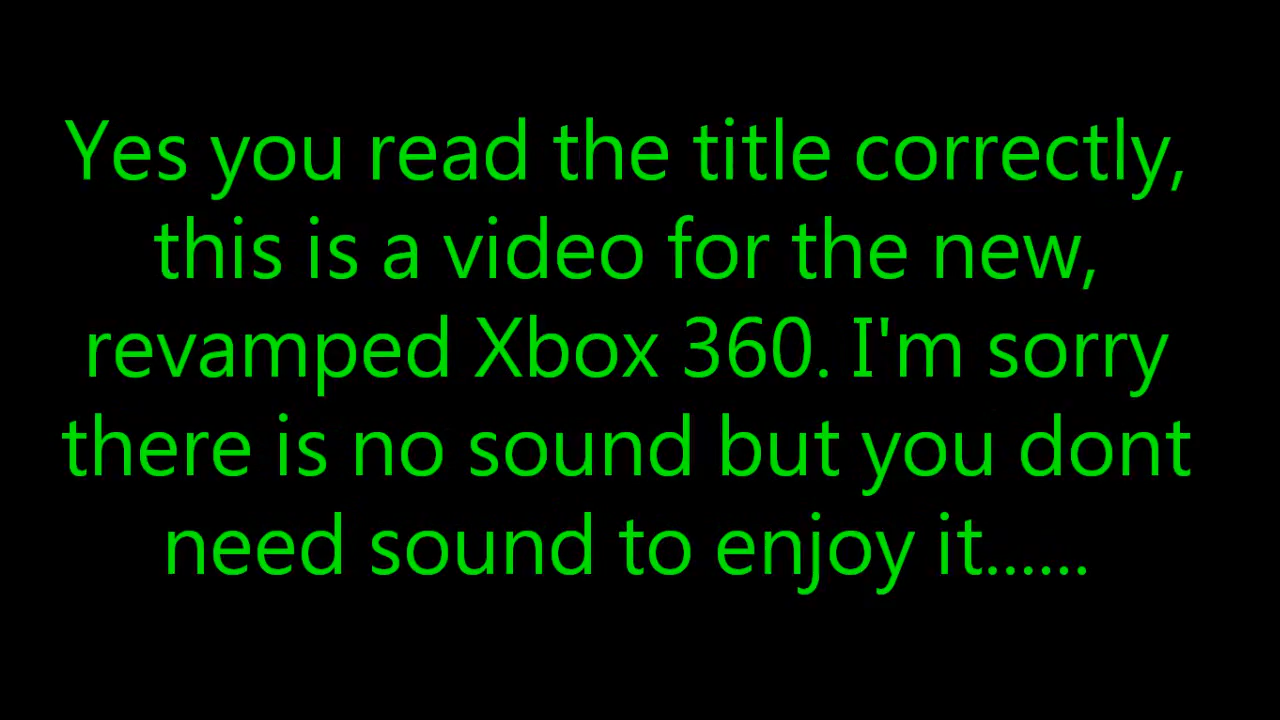 Yes you read the title correctly,
this is a video for the new,
revamped Xbox 360. I'm sorry
there is no sound but you dont
need sound to enjoy it......